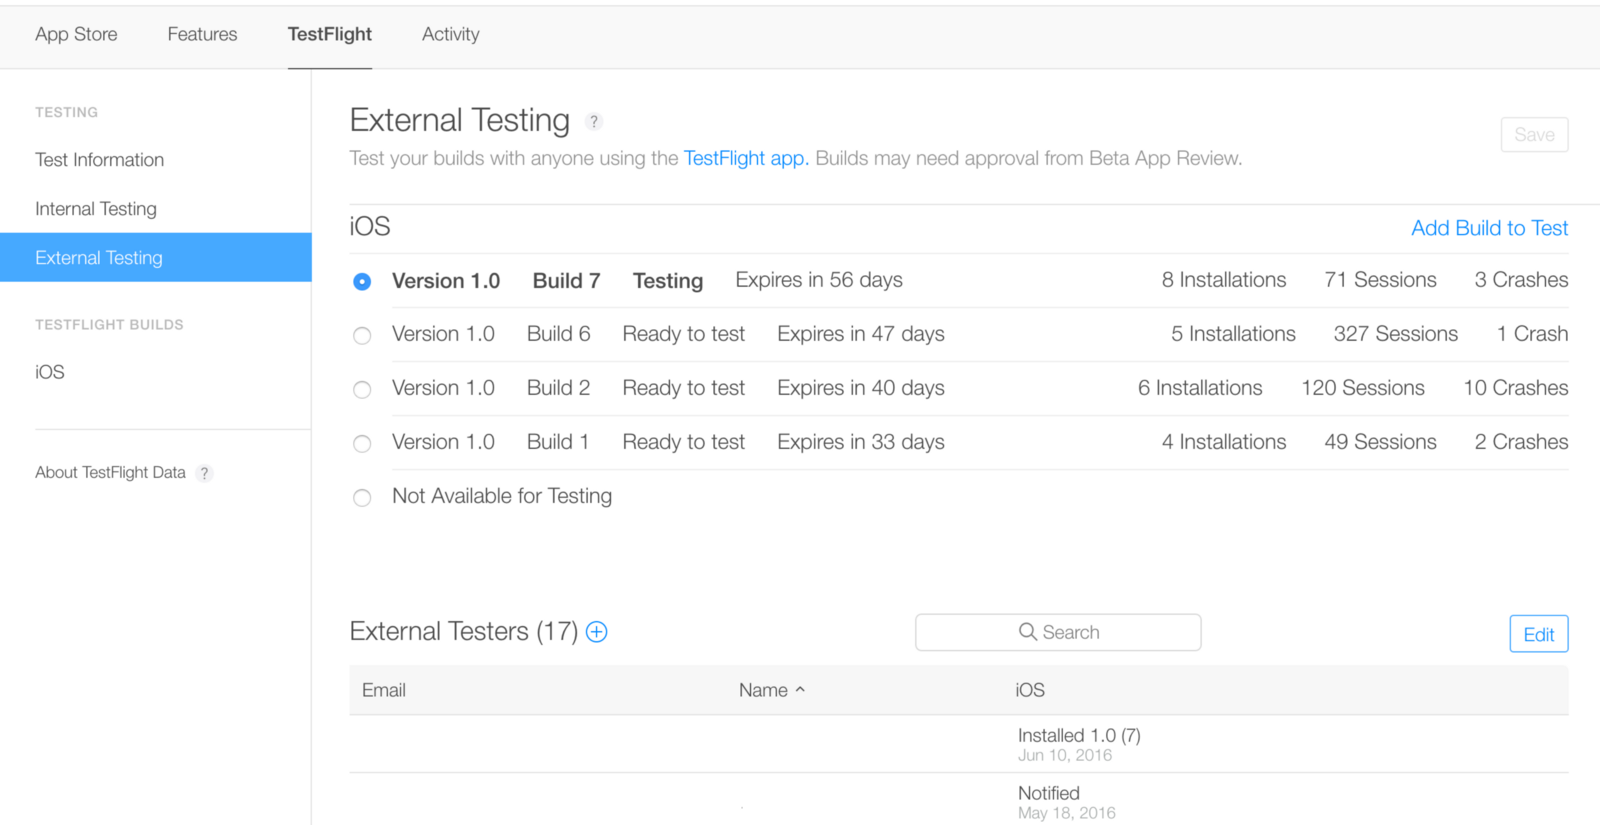 App Store Features TestFlight Activity
TESTING
Test Information
Internal Testing
External Testing
TESTFLIGHT BUILDS
iOS
About TestFlight Data ?
External Testing ?
Save
Test your builds with anyone using the TestFlight app. Builds may need approval from Beta App Review.
iOS Add Build to Test
Version 1.0 Build 7 Testing Expires in 56 days 8 Installations 71 Sessions 3 Crashes
Version 1.0 Build 6 Ready to test Expires in 47 days 5 Installations 327 Sessions 1 Crash
Version 1.0 Build 2 Ready to test Expires in 40 days 6 Installations 120 Sessions 10 Crashes
Version 1.0 Build 1 Ready to test Expires in 33 days 4 Installations 49 Sessions 2 Crashes
Not Available for Testing
External Testers (17) Search Edit
Email Name iOS
Installed 1.0 (7)
Jun 10, 2016
Notified
May 18, 2016